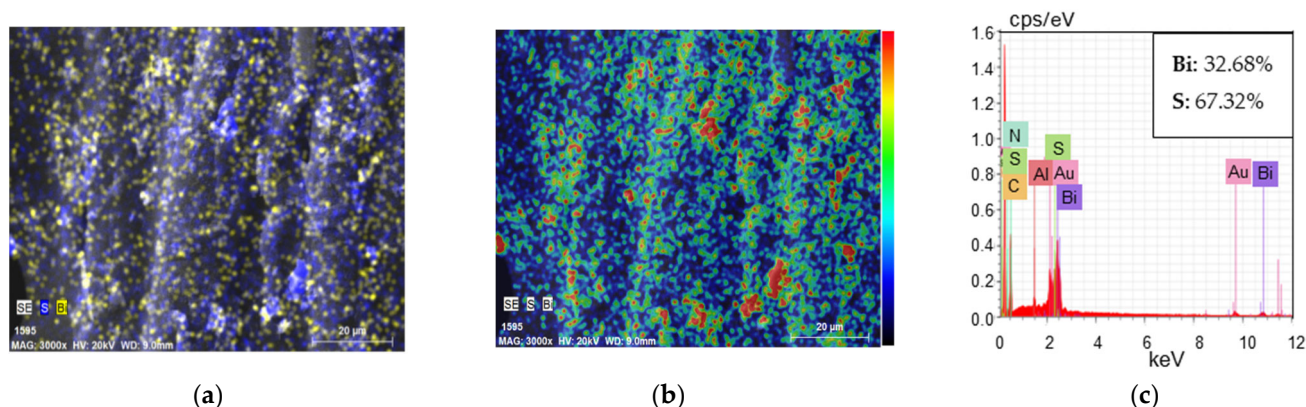 SE S Bi
1595
MAG: 3000x HV: 20kV WD: 9.0mm
20 µm
(a)
SE S Bi
1595
MAG: 3000x HV: 20kV WD: 9.0mm
20 µm
(b)
cps/eV
Bi: 32.68%
S: 67.32%
1.6
1.4
1.2
1.0
0.8
0.6
0.4
0.2
0.0
N
S
C
Al
S
Au
Bi
Au
Bi
0 2 4 6 8 10 12
keV
(c)